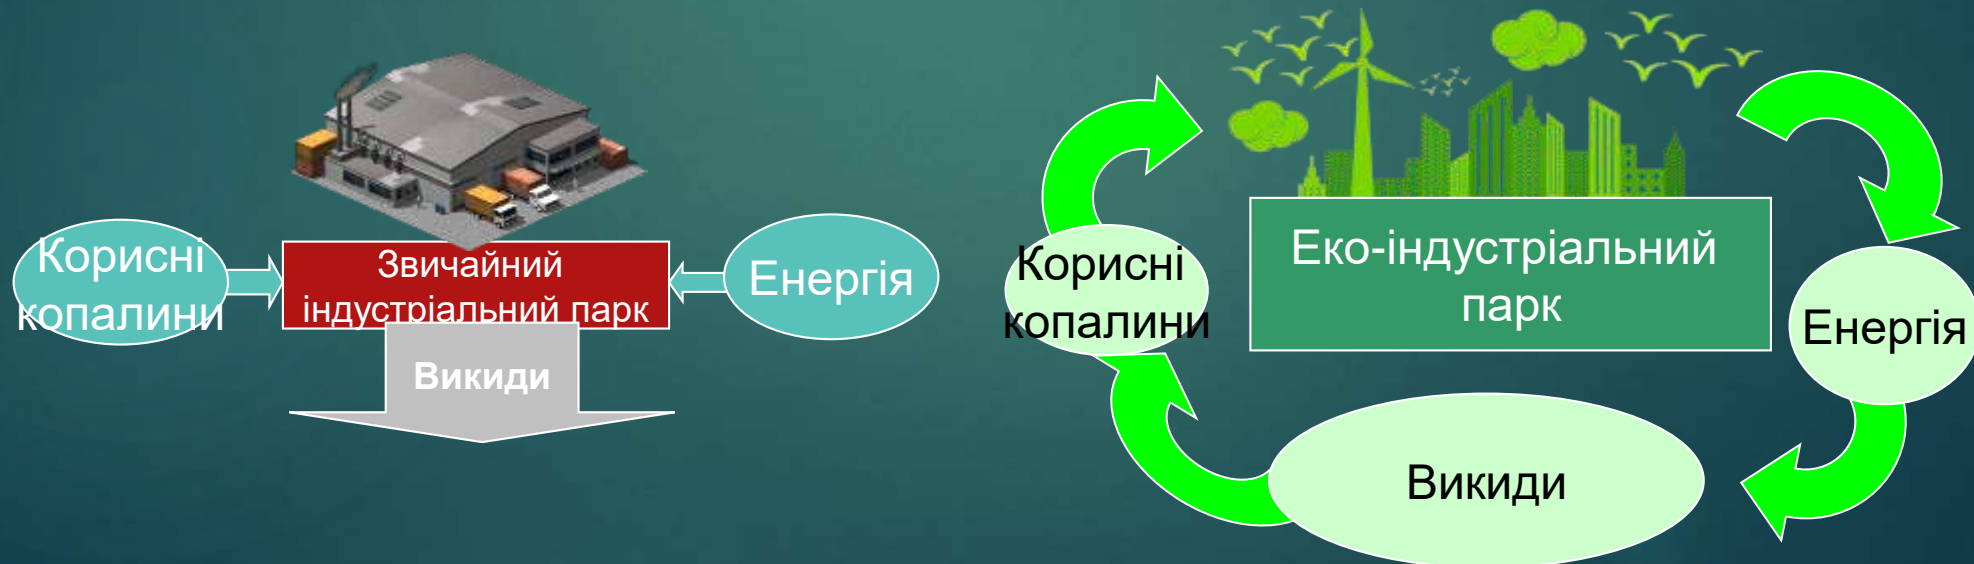 Корисні
копалини
Звичайний
індустріальний парк
Енергія
Викиди
Еко-індустріальний
парк
Корисні
копалини
Енергія
Викиди